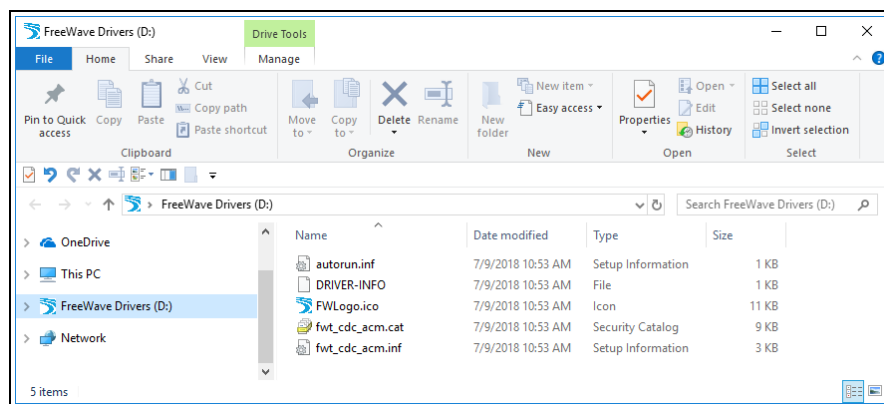 FreeWave Drivers (D:)
Drive Tools
File Home Share View Manage
Pin to Quick access
Copy
Paste
Cut
Copy path
Paste shortcut
Clipboard
Move to
Copy to
Delete
Rename
Organize
New folder
New item
Easy access
New
Properties
Open
Edit
History
Open
Select all
Select none
Invert selection
Select
FreeWave Drivers (D:)
Search FreeWave Drivers (D:)
OneDrive
This PC
FreeWave Drivers (D:)
Network
Name Date modified Type Size
autorun.inf 7/9/2018 10:53 AM Setup Information 1 KB
DRIVER-INFO 7/9/2018 10:53 AM File 1 KB
FWLogo.ico 7/9/2018 10:53 AM Icon 11 KB
fwt_cdc_acm.cat 7/9/2018 10:53 AM Security Catalog 9 KB
fwt_cdc_acm.inf 7/9/2018 10:53 AM Setup Information 3 KB
5 items